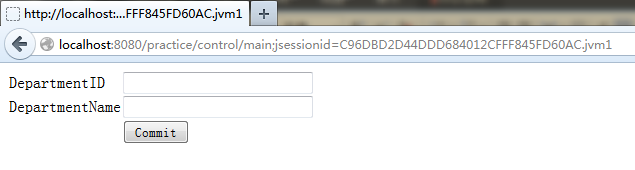 http://localhost:...FFF845FD60AC.jvm1
localhost:8080/practice/control/main;jsessionid=C96DBD2D44DDD684012CFFF845FD60AC.jvm1
DepartmentID
DepartmentName
Commit